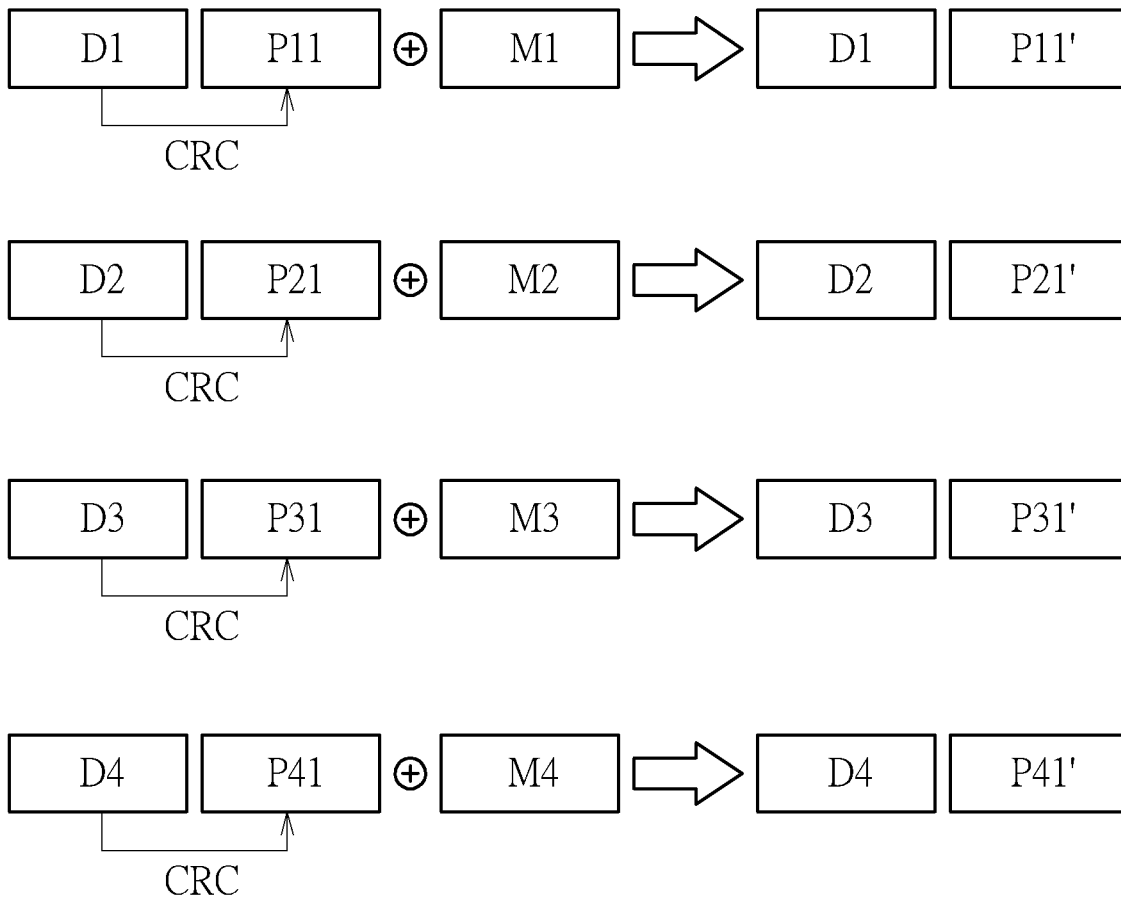 D1 P11 ⊕ M1 D1 P11'
CRC
D2 P21 ⊕ M2 D2 P21'
CRC
D3 P31 ⊕ M3 D3 P31'
CRC
D4 P41 ⊕ M4 D4 P41'
CRC